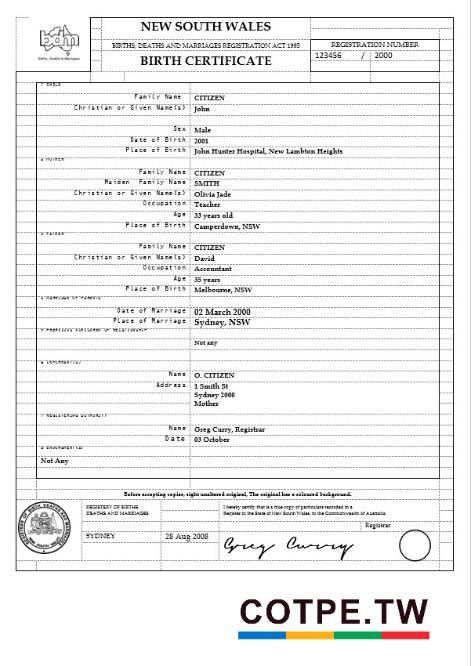 NEW SOUTH WALES
BIRTHS, DEATHS AND MARRIAGES REGISTRATION ACT 1995
BIRTH CERTIFICATE
REGISTRATION NUMBER
123456 / 2000
bdm
Births, Deaths & Marriages
1 CHILD
Family Name CITIZEN
Christian or Given Name(s) John
Sex Male
Date of Birth 2001
Place of Birth John Hunter Hospital, New Lambton Heights
2 MOTHER
Family Name CITIZEN
Maiden Family Name SMITH
Christian or Given Name(s) Olivia Jade
Occupation Teacher
Age 33 years old
Place of Birth Camperdown, NSW
3 FATHER
Family Name CITIZEN
Christian or Given Name(s) David
Occupation Accountant
Age 35 years
Place of Birth Melbourne, NSW
4 MARRIAGE OF PARENTS
Date of Marriage 02 March 2000
Place of Marriage Sydney, NSW
5 PREVIOUS CHILDREN OF RELATIONSHIP
Not any
6 INFORMANT(S)
Name O. CITIZEN
Address 1 Smith St
Sydney 2000
Mother
7 REGISTERING AUTHORITY
Name Greg Curry, Registrar
Date 03 October
8 ENDORSEMENT(S)
Not Any
Before accepting copies, sight unaltered original, The original has a coloured background.
REGISTERY OF BIRTHS
DEATHS AND MARRIAGES
I hereby certify that is a true copy of particulars recorded in a
Register in the State of New South Wales, in the Commonwealth of Australia.
Registrar
SYDNEY 28 Aug 2008
Greg Curry
COTPE.TW